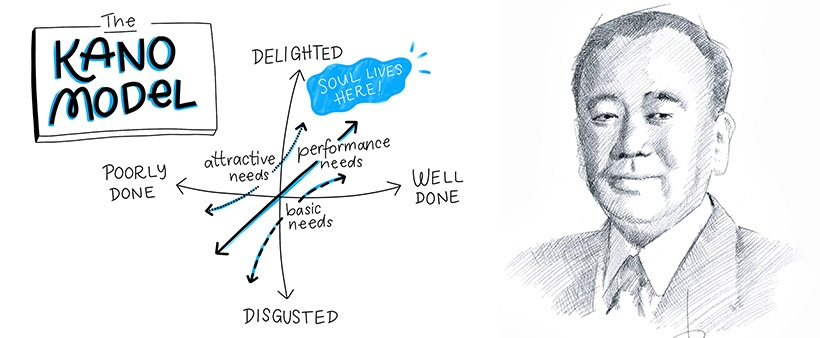 The
KANO
MODEL
DELIGHTED
SOUL LIVES
HERE!
attractive
needs
performance
needs
POORLY
DONE
WELL
DONE
basic
needs
DISGUSTED